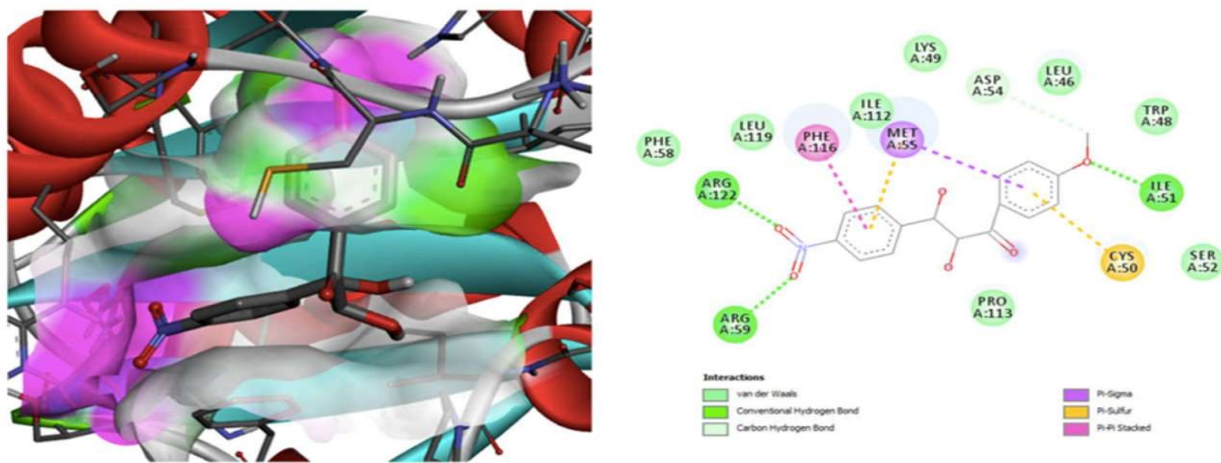 LYS
A:49
ASP
A:54
LEU
A:46
ILE
A:112
TRP
A:48
PHE
A:58
LEU
A:119
PHE
A:116
MET
A:55
ARG
A:122
ILE
A:51
CYS
A:50
SER
A:52
PRO
A:113
ARG
A:59
Interactions
van der Waals
Conventional Hydrogen Bond
Carbon Hydrogen Bond
Pi-Sigma
Pi-Sulfur
Pi-Pi Stacked